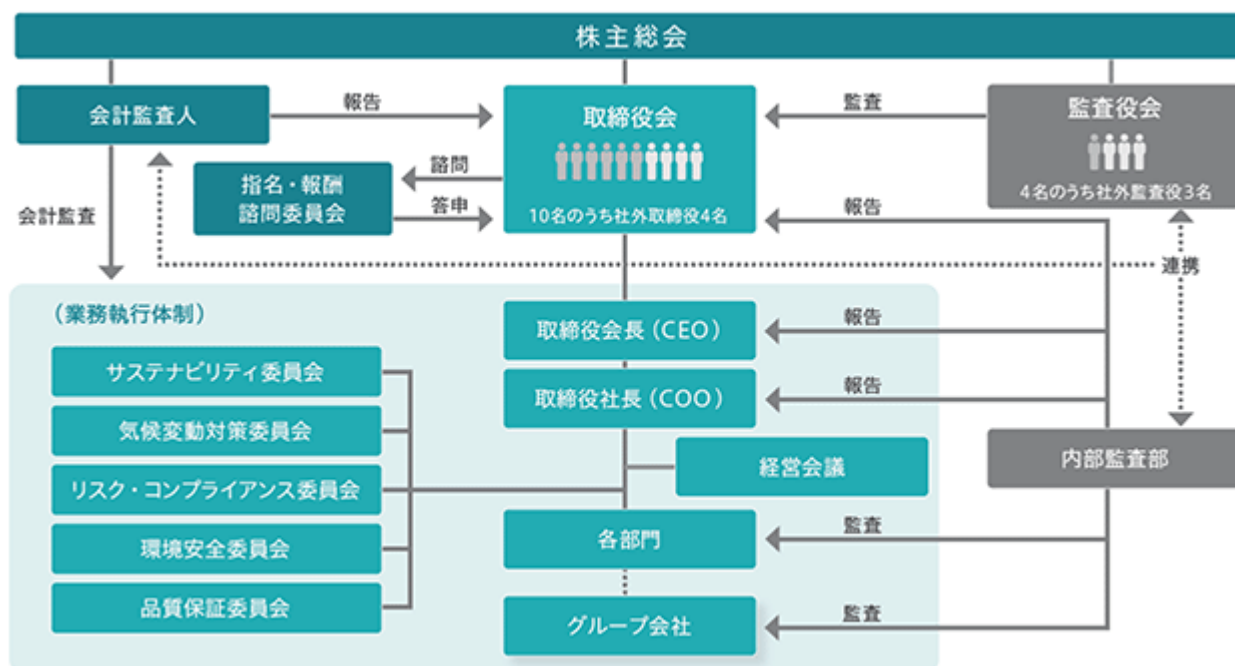 株主総会
会計監査人
報告
取締役会
10名のうち社外取締役4名
監査
監査役会
4名のうち社外監査役3名
諮問
指名・報酬
諮問委員会
答申
会計監査
報告
連携
（業務執行体制）
取締役会長（CEO）
報告
サステナビリティ委員会
取締役社長（COO）
報告
気候変動対策委員会
経営会議
内部監査部
リスク・コンプライアンス委員会
各部門
監査
環境安全委員会
品質保証委員会
グループ会社
監査